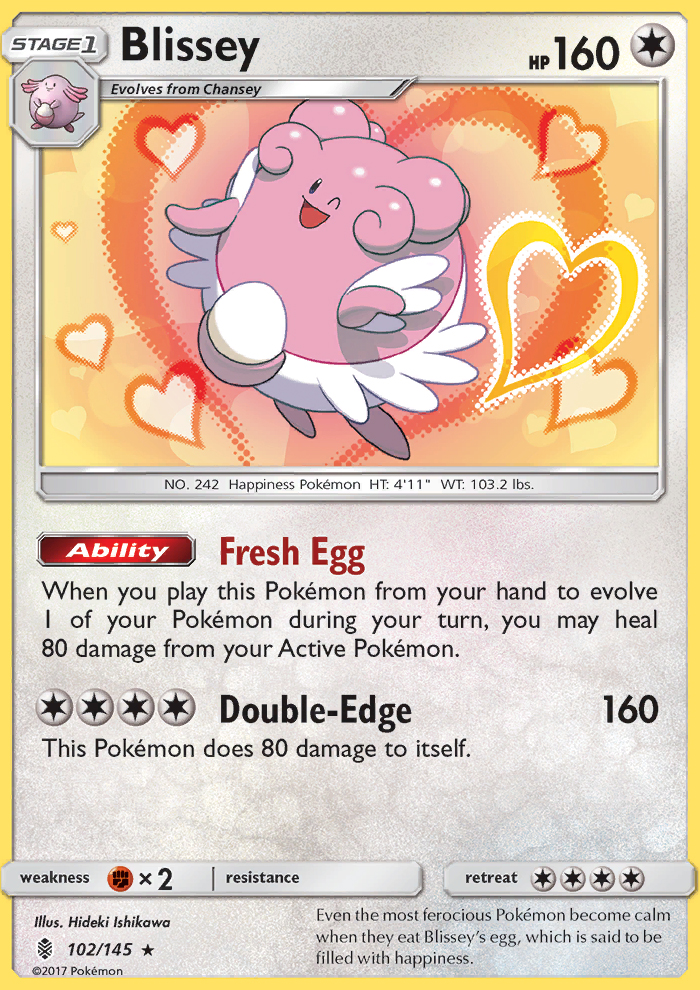 STAGE1
Blissey
HP 160
Evolves from Chansey
NO. 242 Happiness Pokémon HT: 4'11" WT: 103.2 lbs.
Ability Fresh Egg
When you play this Pokémon from your hand to evolve
1 of your Pokémon during your turn, you may heal
80 damage from your Active Pokémon.
Double-Edge 160
This Pokémon does 80 damage to itself.
weakness ×2 resistance retreat
Illus. Hideki Ishikawa
102/145 ★
©2017 Pokémon
Even the most ferocious Pokémon become calm
when they eat Blissey's egg, which is said to be
filled with happiness.